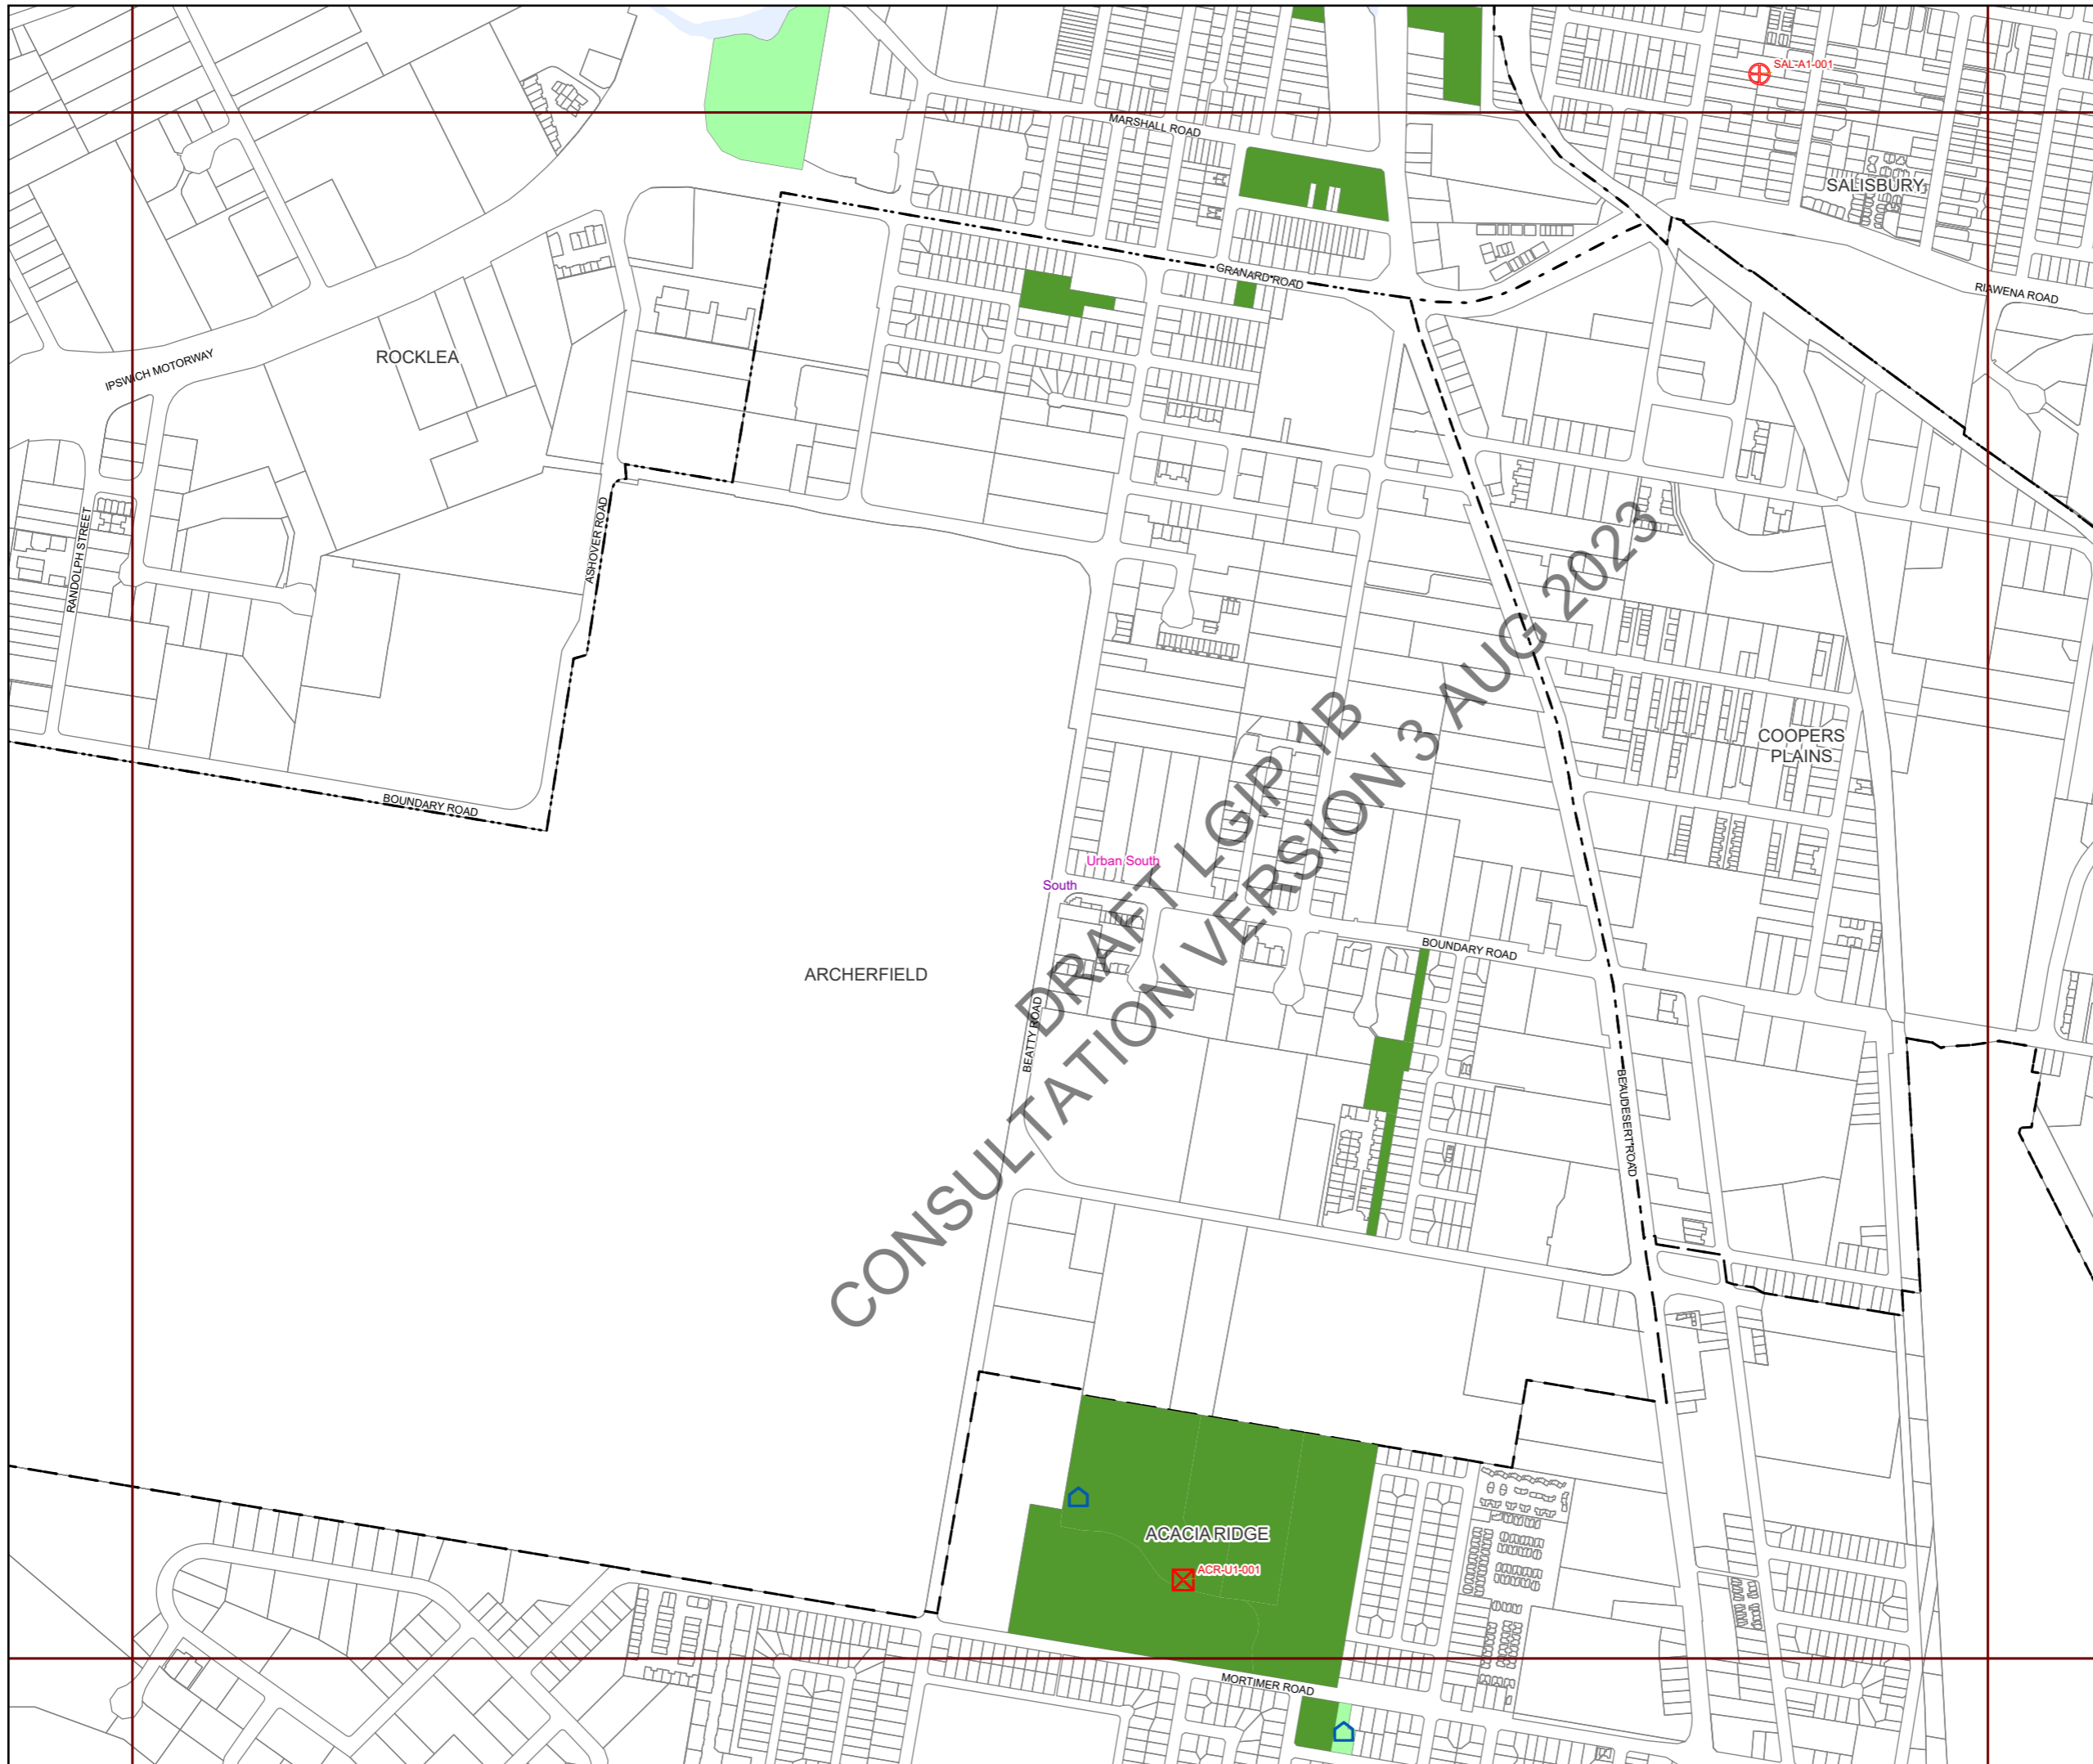 SAL-A1-001
MARSHALL ROAD
SALISBURY
GRANARD ROAD
RIAWENA ROAD
ROCKLEA
IPSWICH MOTORWAY
RANDOLPH STREET
ASHOVER ROAD
DRAFT LGIP 1B
CONSULTATION VERSION 3 AUG 2023
COOPERS
PLAINS
BOUNDARY ROAD
Urban South
South
BOUNDARY ROAD
ARCHERFIELD
BEATTY ROAD
BEAUDESERT ROAD
ACACIA RIDGE
ACR-U1-001
MORTIMER ROAD